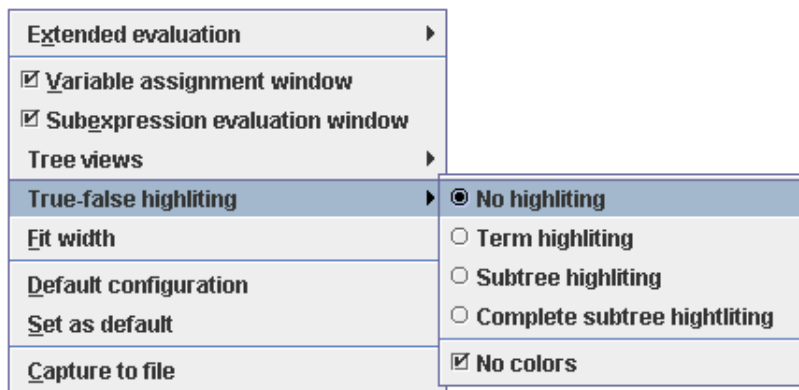 Extended evaluation
Variable assignment window
Subexpression evaluation window
Tree views
True-false highliting
Fit width
Default configuration
Set as default
Capture to file
No highliting
Term highliting
Subtree highliting
Complete subtree hightliting
No colors